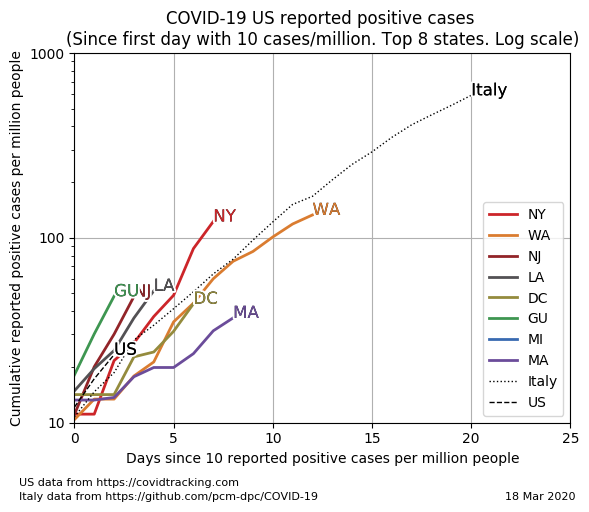 COVID-19 US reported positive cases
(Since first day with 10 cases/million. Top 8 states. Log scale)
Cumulative reported positive cases per million people
1000
100
10
Italy
NY
WA
GU
NJ
LA
DC
MA
US
NY
WA
NJ
LA
DC
GU
MI
MA
Italy
US
0 5 10 15 20 25
Days since 10 reported positive cases per million people
US data from https://covidtracking.com
Italy data from https://github.com/pcm-dpc/COVID-19
18 Mar 2020